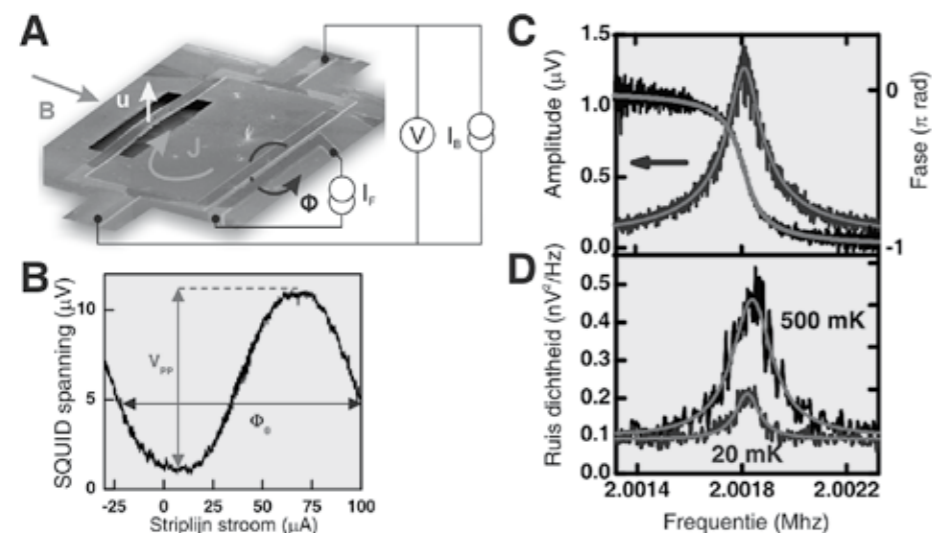 A
B
u
J
Φ
I_F
V
I_B
B
SQUID spanning (μV)
10
5
0
V_PP
Φ_0
-25 0 25 50 75 100
Striplijn stroom (μA)
C
1.5
1.0
0.5
0.0
Amplitude (μV)
0
-1
Fase (π rad)
D
0.5
0.4
0.3
0.2
0.1
0.0
Ruis dichtheid (nV²/Hz)
500 mK
20 mK
2.0014 2.0018 2.0022
Frequentie (Mhz)